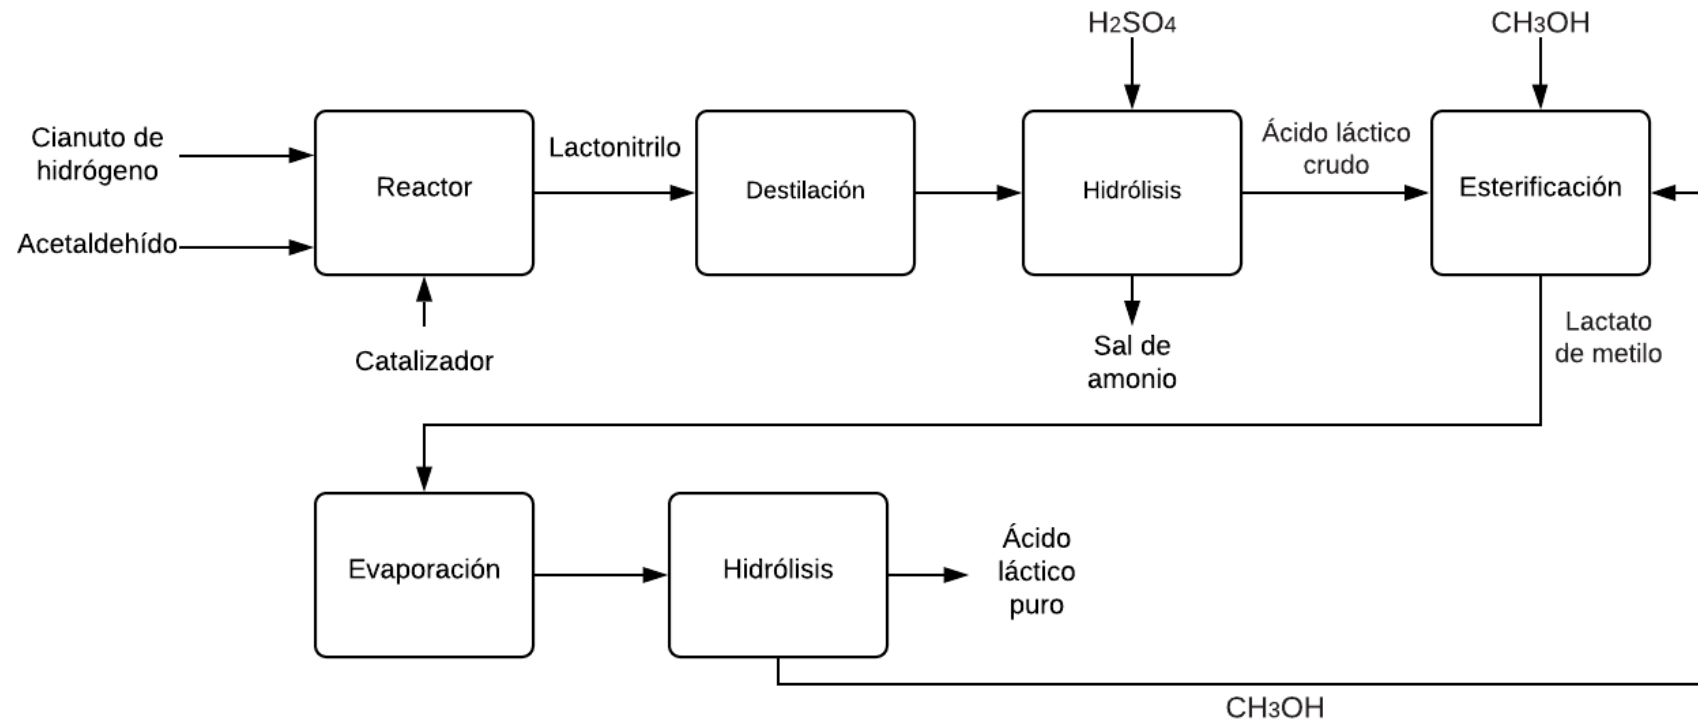 H2SO4
CH3OH
Cianuto de
hidrógeno
Acetaldehído
Reactor
Lactonitrilo
Destilación
Hidrólisis
Ácido láctico
crudo
Esterificación
Catalizador
Sal de
amonio
Lactato
de metilo
Evaporación
Hidrólisis
Ácido
láctico
puro
CH3OH